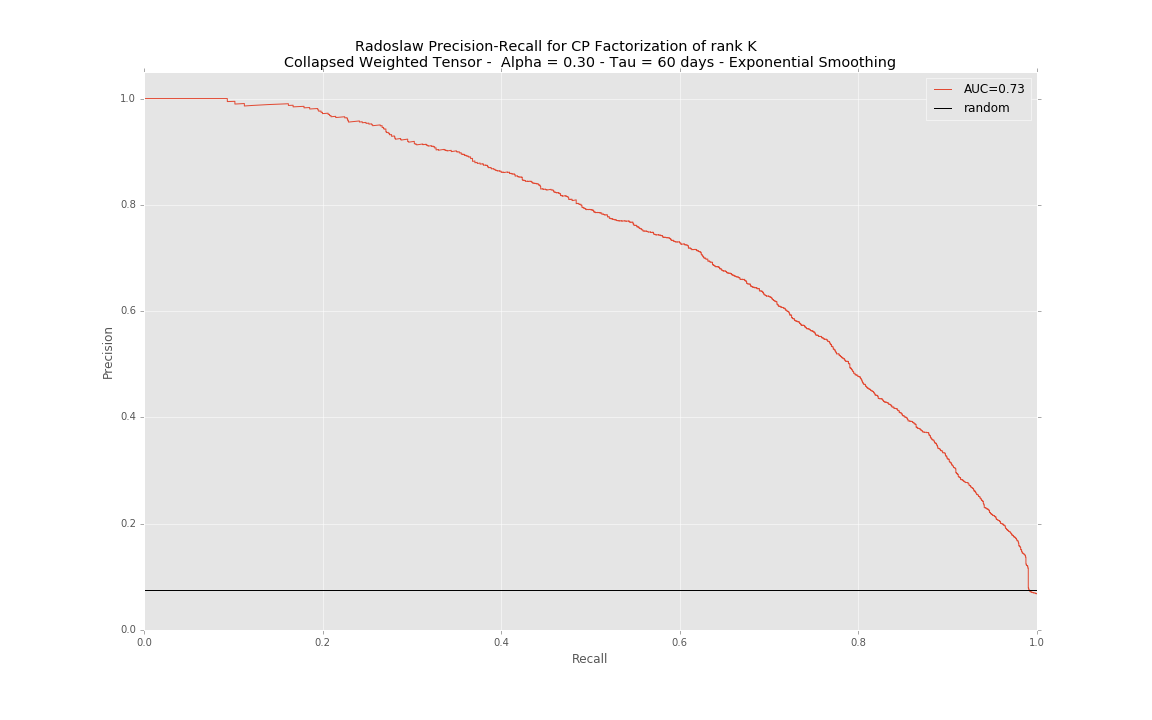 Radoslaw Precision-Recall for CP Factorization of rank K
Collapsed Weighted Tensor -  Alpha = 0.30 - Tau = 60 days - Exponential Smoothing
AUC=0.73
random
1.0
0.8
0.6
0.4
0.2
0.0
Precision
0.0 0.2 0.4 0.6 0.8 1.0
Recall